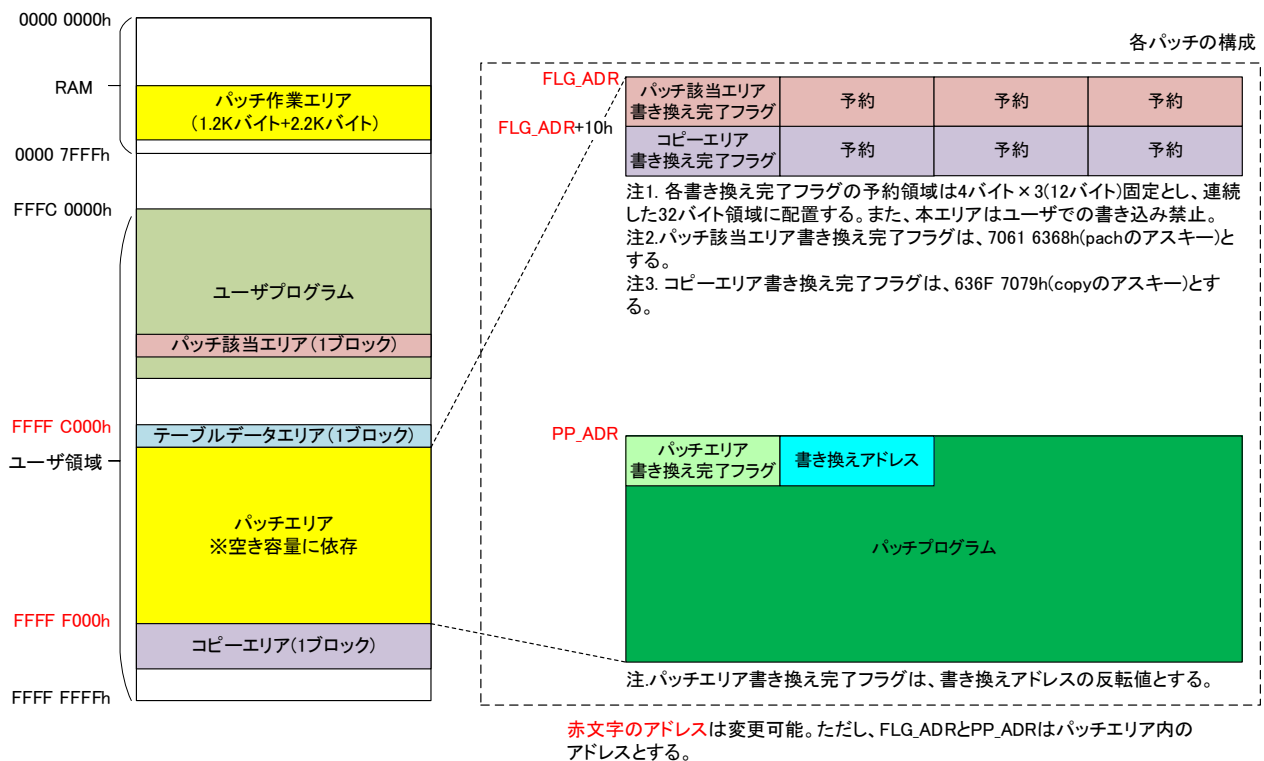 0000 0000h
RAM
パッチ作業エリア
(1.2Kバイト+2.2Kバイト)
0000 7FFFh
FFFC 0000h
ユーザプログラム
パッチ該当エリア(1ブロック)
FFFF C000h
テーブルデータエリア(1ブロック)
ユーザ領域
パッチエリア
※空き容量に依存
FFFF F000h
コピーエリア(1ブロック)
FFFF FFFFh
各パッチの構成
FLG_ADR
パッチ該当エリア
書き換え完了フラグ
予約
予約
予約
FLG_ADR+10h
コピーエリア
書き換え完了フラグ
予約
予約
予約
注1. 各書き換え完了フラグの予約領域は4バイト×3(12バイト)固定とし、連続
した32バイト領域に配置する。また、本エリアはユーザでの書き込み禁止。
注2.パッチ該当エリア書き換え完了フラグは、7061 6368h(pachのアスキー)と
する。
注3. コピーエリア書き換え完了フラグは、636F 7079h(copyのアスキー)とす
る。
PP_ADR
パッチエリア
書き換え完了フラグ
書き換えアドレス
パッチプログラム
注.パッチエリア書き換え完了フラグは、書き換えアドレスの反転値とする。
赤文字のアドレスは変更可能。ただし、FLG_ADRとPP_ADRはパッチエリア内の
アドレスとする。